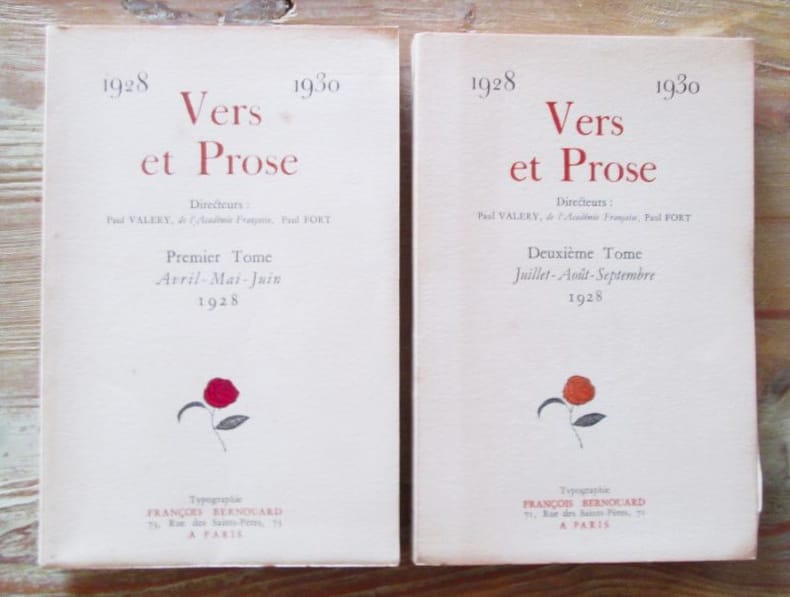 1928 1930
Vers
et Prose
Directeurs :
Paul VALERY, de l'Académie Française, Paul FORT
Premier Tome
Avril-Mai-Juin
1928
Typographie
FRANÇOIS BERNOUARD
73, Rue des Saints-Pères, 73
A PARIS
1928 1930
Vers
et Prose
Directeurs :
Paul VALERY, de l'Académie Française, Paul FORT
Deuxième Tome
Juillet-Août-Septembre
1928
Typographie
FRANÇOIS BERNOUARD
71, Rue des Saints-Pères, 71
A PARIS